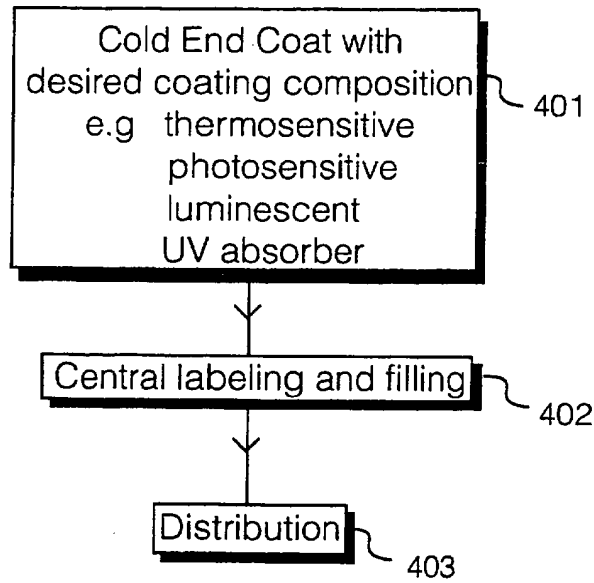 Cold End Coat with
desired coating composition
e.g thermosensitive
photosensitive
luminescent
UV absorber
401
Central labeling and filling
402
Distribution
403